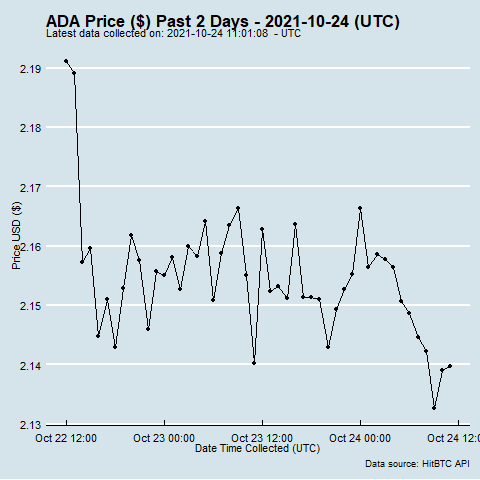 ADA Price ($) Past 2 Days - 2021-10-24 (UTC)
Latest data collected on: 2021-10-24 11:01:08  - UTC
2.19
2.18
2.17
2.16
2.15
2.14
2.13
Price USD ($)
Oct 22 12:00
Oct 23 00:00
Oct 23 12:00
Oct 24 00:00
Oct 24 12:0
Date Time Collected (UTC)
Data source: HitBTC API